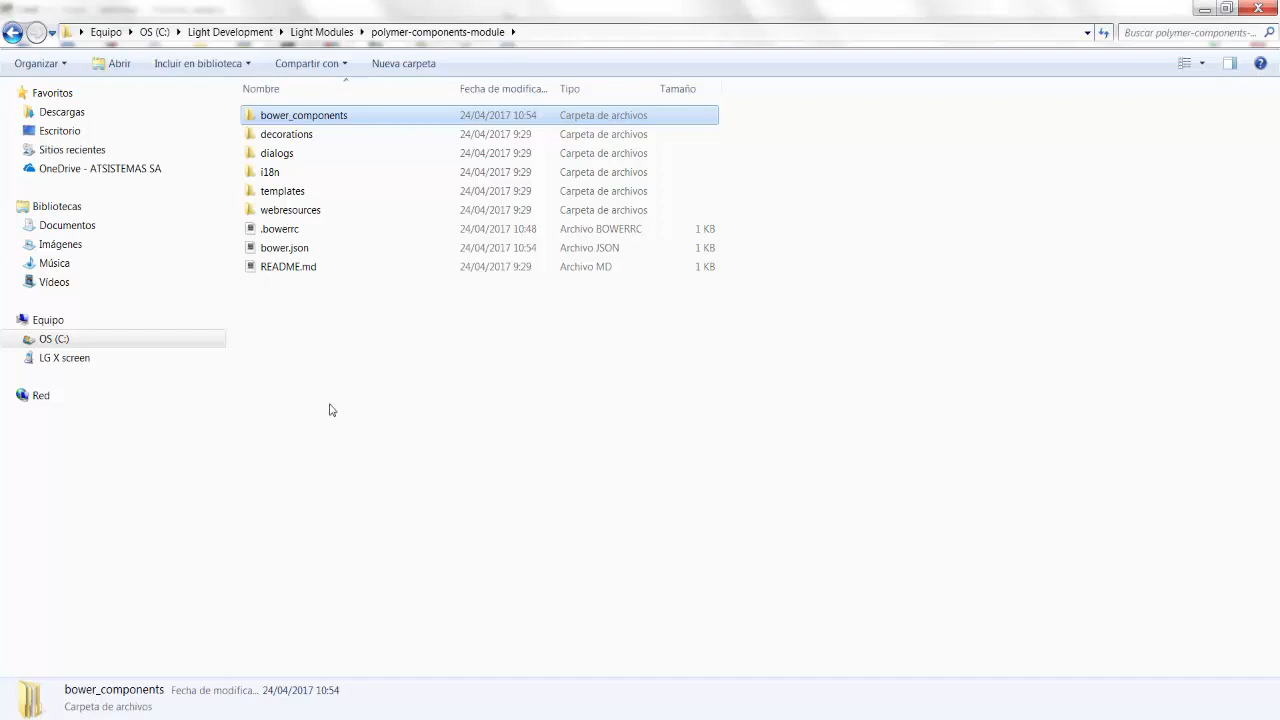 Equipo OS (C:) Light Development Light Modules polymer-components-module
Buscar polymer-components-...
Organizar Abrir Incluir en biblioteca Compartir con Nueva carpeta
Nombre Fecha de modifica... Tipo Tamaño
Favoritos
Descargas
Escritorio
Sitios recientes
OneDrive - ATSISTEMAS SA
Bibliotecas
Documentos
Imágenes
Música
Vídeos
Equipo
OS (C:)
LG X screen
Red
bower_components 24/04/2017 10:54 Carpeta de archivos
decorations 24/04/2017 9:29 Carpeta de archivos
dialogs 24/04/2017 9:29 Carpeta de archivos
i18n 24/04/2017 9:29 Carpeta de archivos
templates 24/04/2017 9:29 Carpeta de archivos
webresources 24/04/2017 9:29 Carpeta de archivos
.bowerrc 24/04/2017 10:48 Archivo BOWERRC 1 KB
bower.json 24/04/2017 10:54 Archivo JSON 1 KB
README.md 24/04/2017 9:29 Archivo MD 1 KB
bower_components Fecha de modifica... 24/04/2017 10:54
Carpeta de archivos